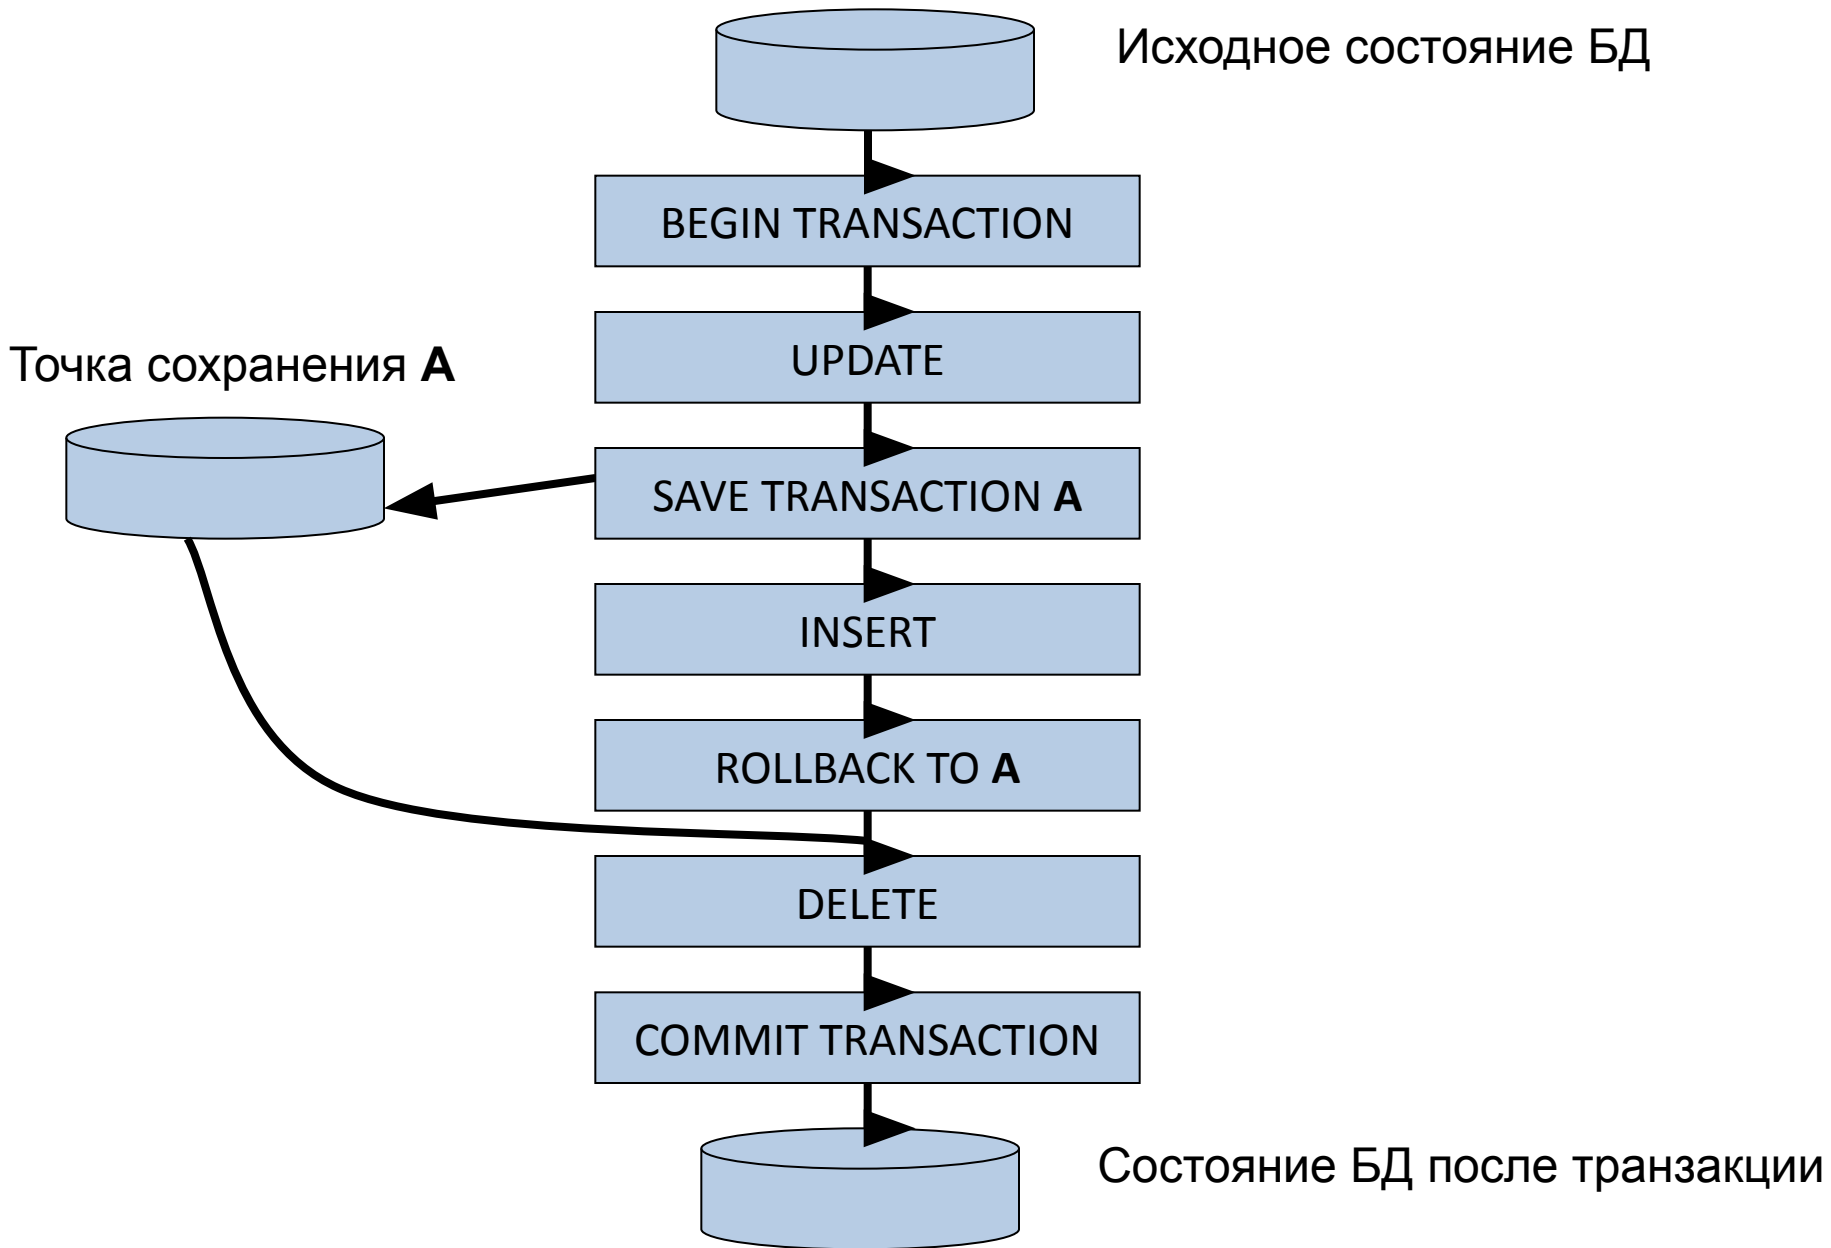 Исходное состояние БД
BEGIN TRANSACTION
UPDATE
Точка сохранения A
SAVE TRANSACTION A
INSERT
ROLLBACK TO A
DELETE
COMMIT TRANSACTION
Состояние БД после транзакции